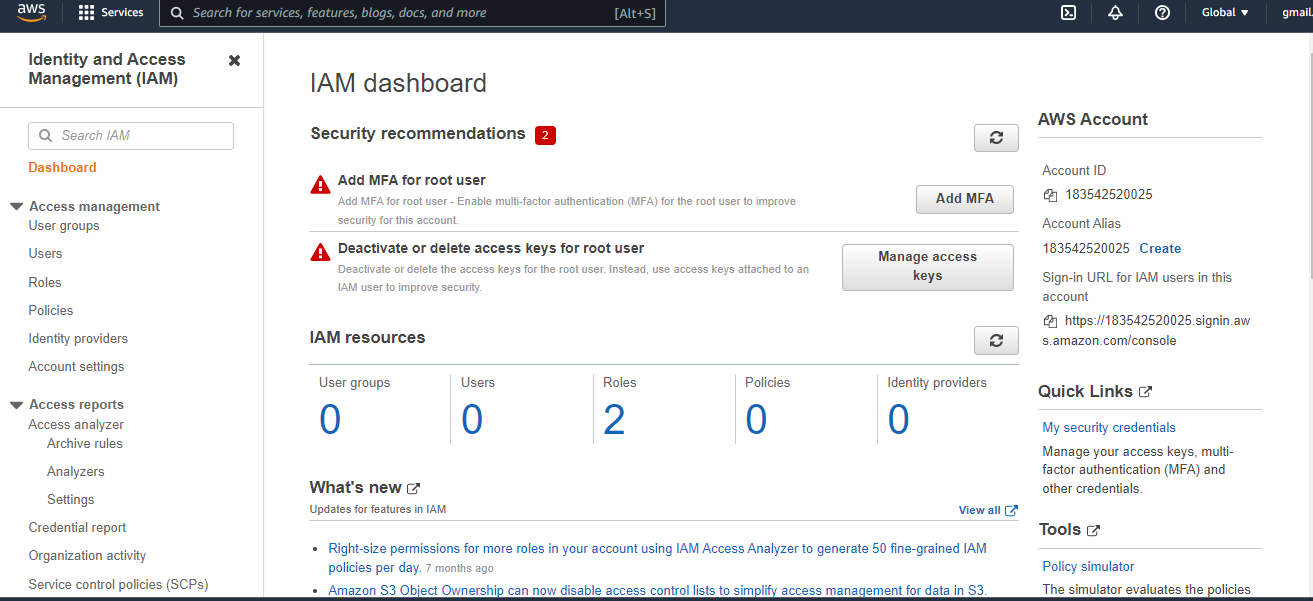 aws
Services
Search for services, features, blogs, docs, and more
[Alt+S]
Global
gmail.
Identity and Access
Management (IAM)
Search IAM
Dashboard
Access management
User groups
Users
Roles
Policies
Identity providers
Account settings
Access reports
Access analyzer
Archive rules
Analyzers
Settings
Credential report
Organization activity
Service control policies (SCPs)
IAM dashboard
Security recommendations 2
Add MFA for root user
Add MFA for root user - Enable multi-factor authentication (MFA) for the root user to improve
security for this account.
Add MFA
Deactivate or delete access keys for root user
Deactivate or delete the access keys for the root user. Instead, use access keys attached to an
IAM user to improve security.
Manage access
keys
IAM resources
User groups
0
Users
0
Roles
2
Policies
0
Identity providers
0
What's new
Updates for features in IAM
View all
Right-size permissions for more roles in your account using IAM Access Analyzer to generate 50 fine-grained IAM
policies per day. 7 months ago
Amazon S3 Object Ownership can now disable access control lists to simplify access management for data in S3.
AWS Account
Account ID
183542520025
Account Alias
183542520025 Create
Sign-in URL for IAM users in this
account
https://183542520025.signin.aw
s.amazon.com/console
Quick Links
My security credentials
Manage your access keys, multi-
factor authentication (MFA) and
other credentials.
Tools
Policy simulator
The simulator evaluates the policies